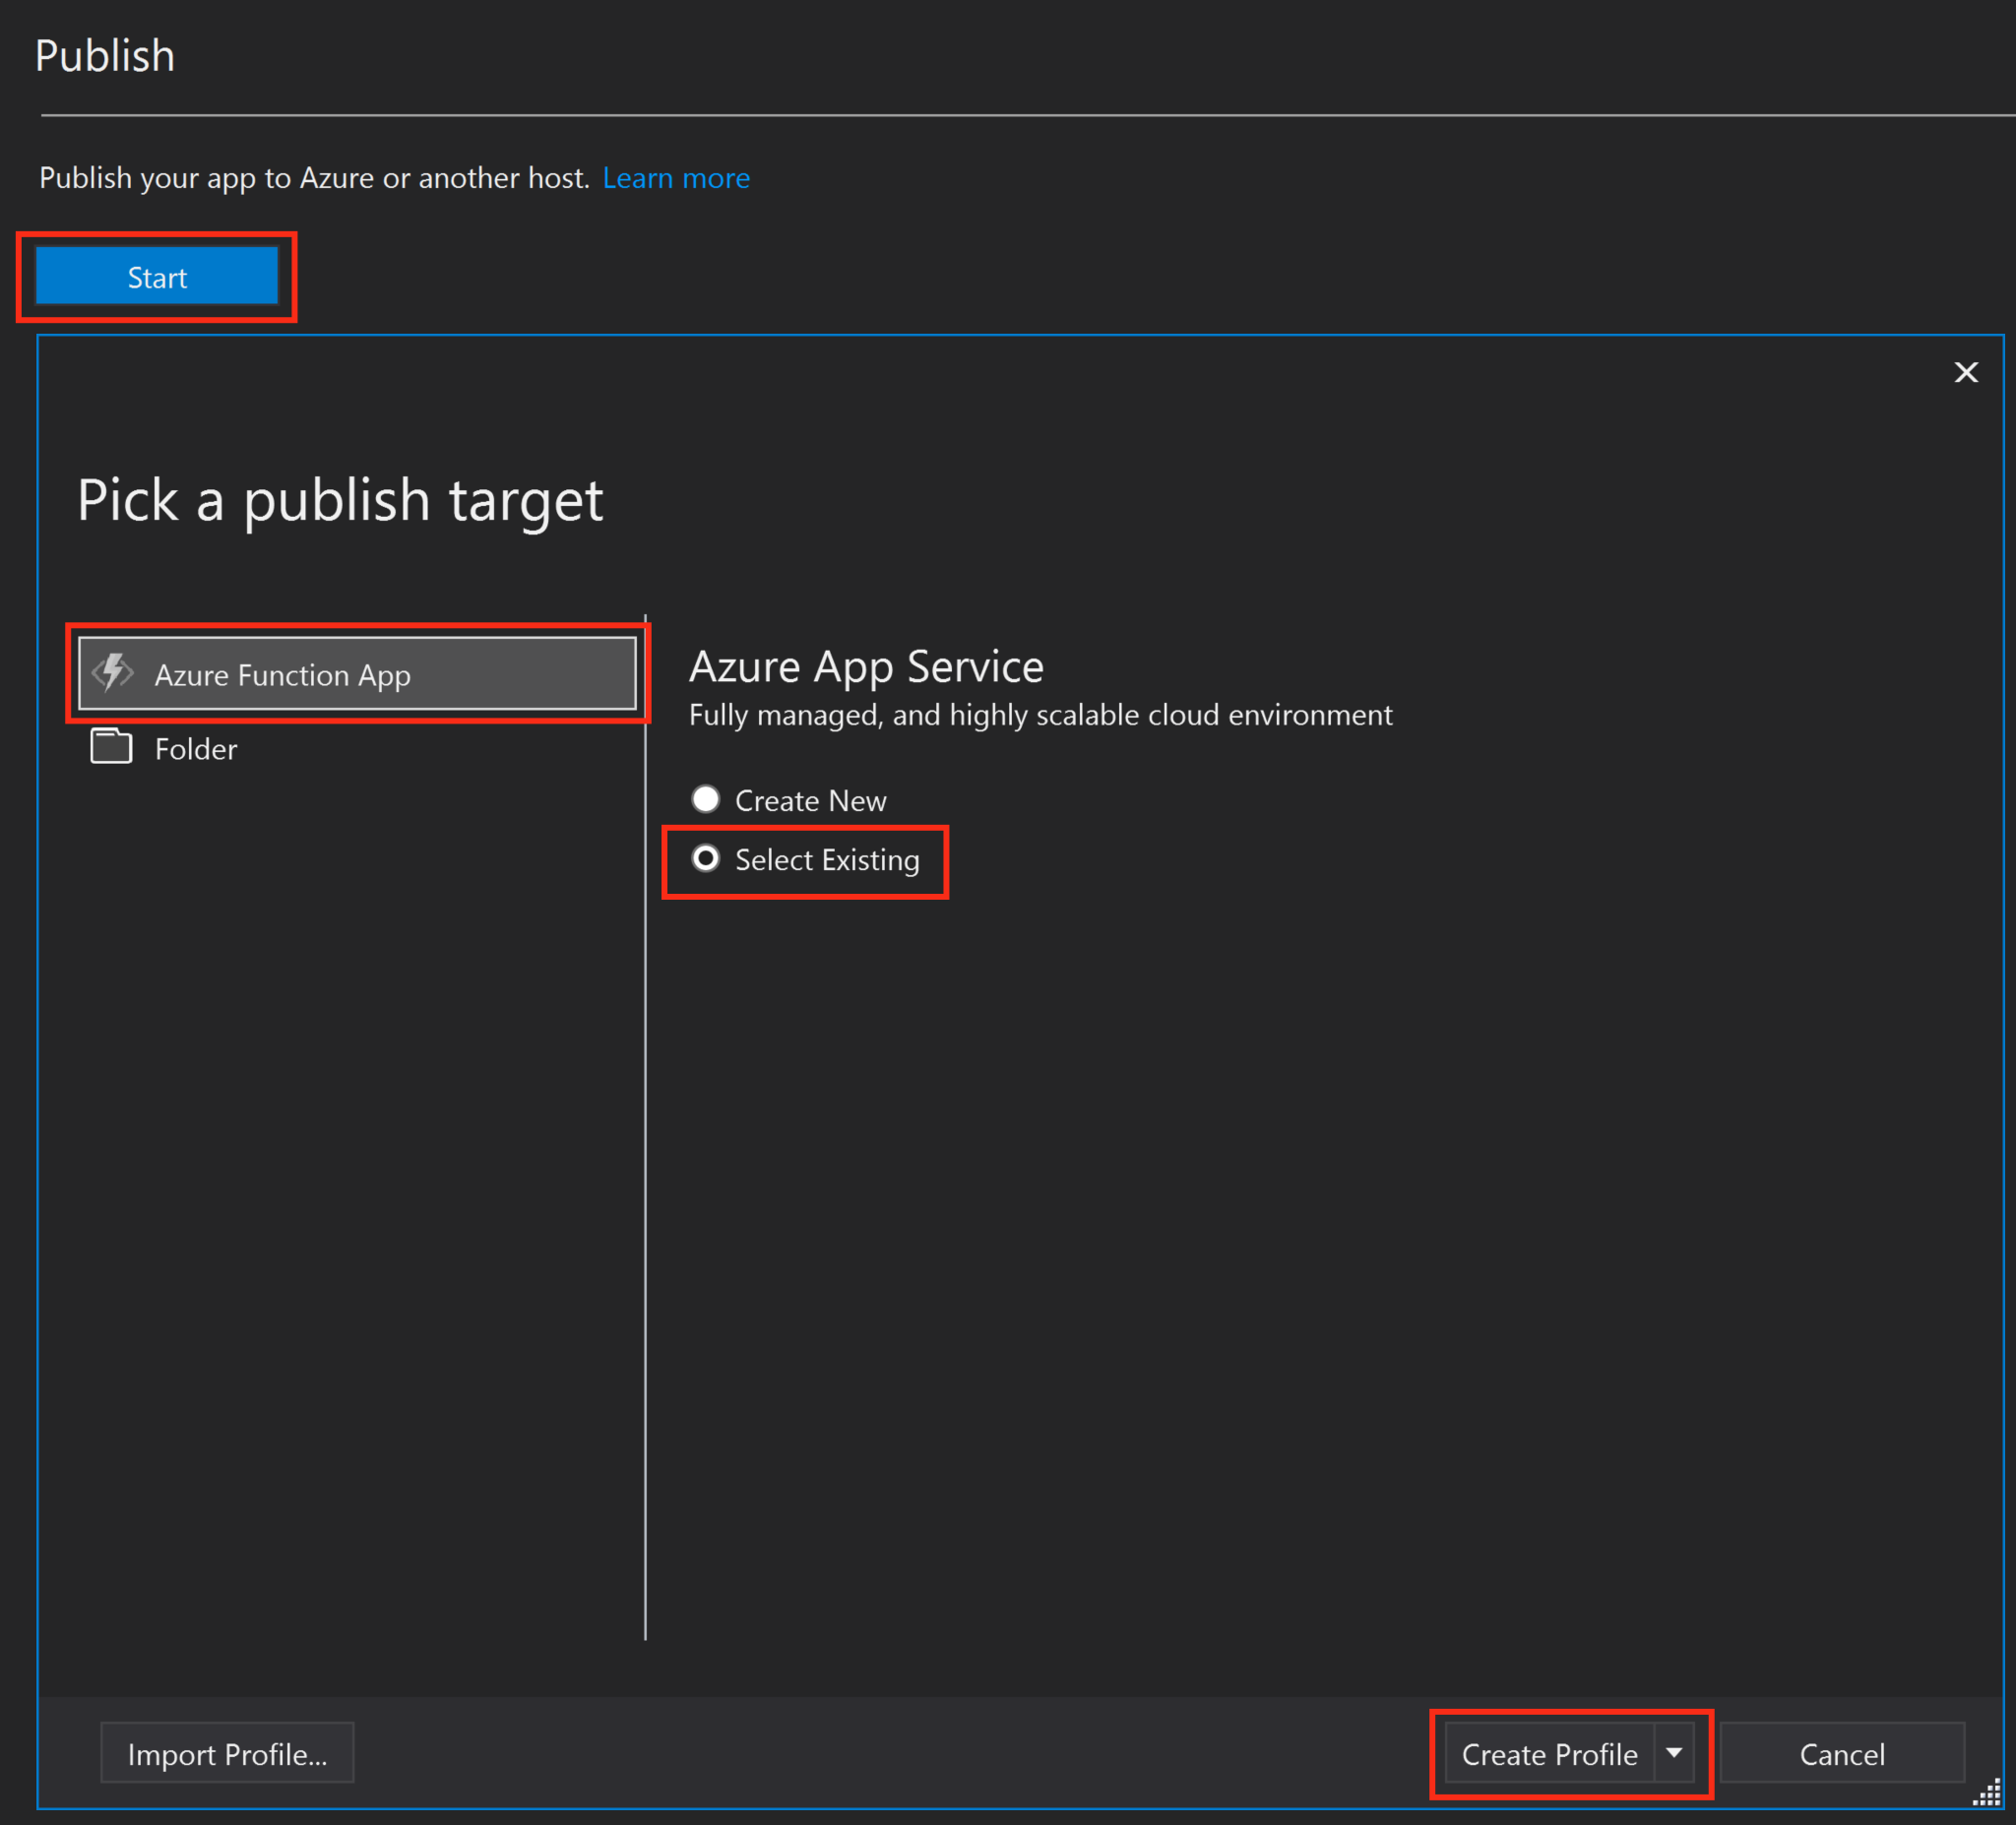 Publish
Publish your app to Azure or another host. Learn more
Start
Pick a publish target
Azure Function App
Folder
Azure App Service
Fully managed, and highly scalable cloud environment
Create New
Select Existing
Import Profile...
Create Profile
Cancel